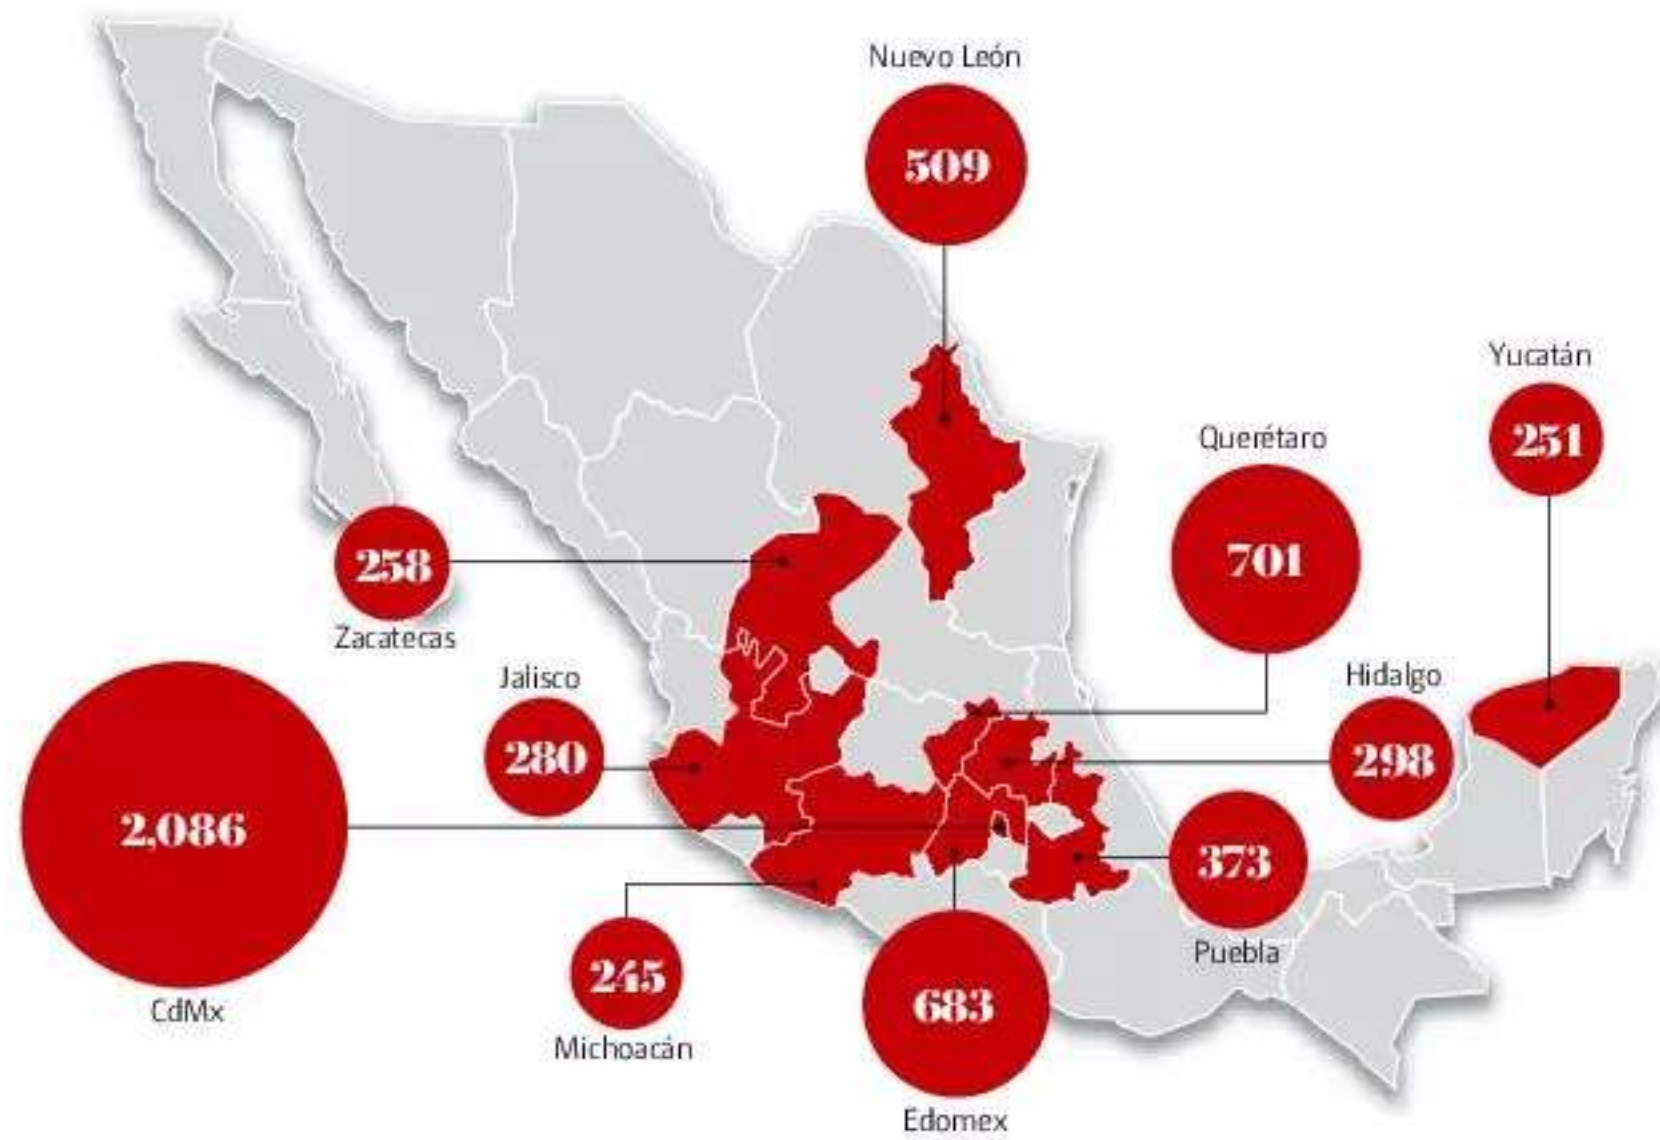 Nuevo León
509
Yucatán
251
Querétaro
701
258
Zacatecas
Jalisco
280
Hidalgo
298
2,086
CdMx
373
Puebla
245
Michoacán
683
Edomex